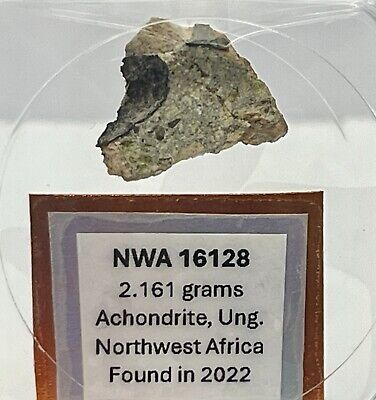 NWA 16128
2.161 grams
Achondrite, Ung.
Northwest Africa
Found in 2022